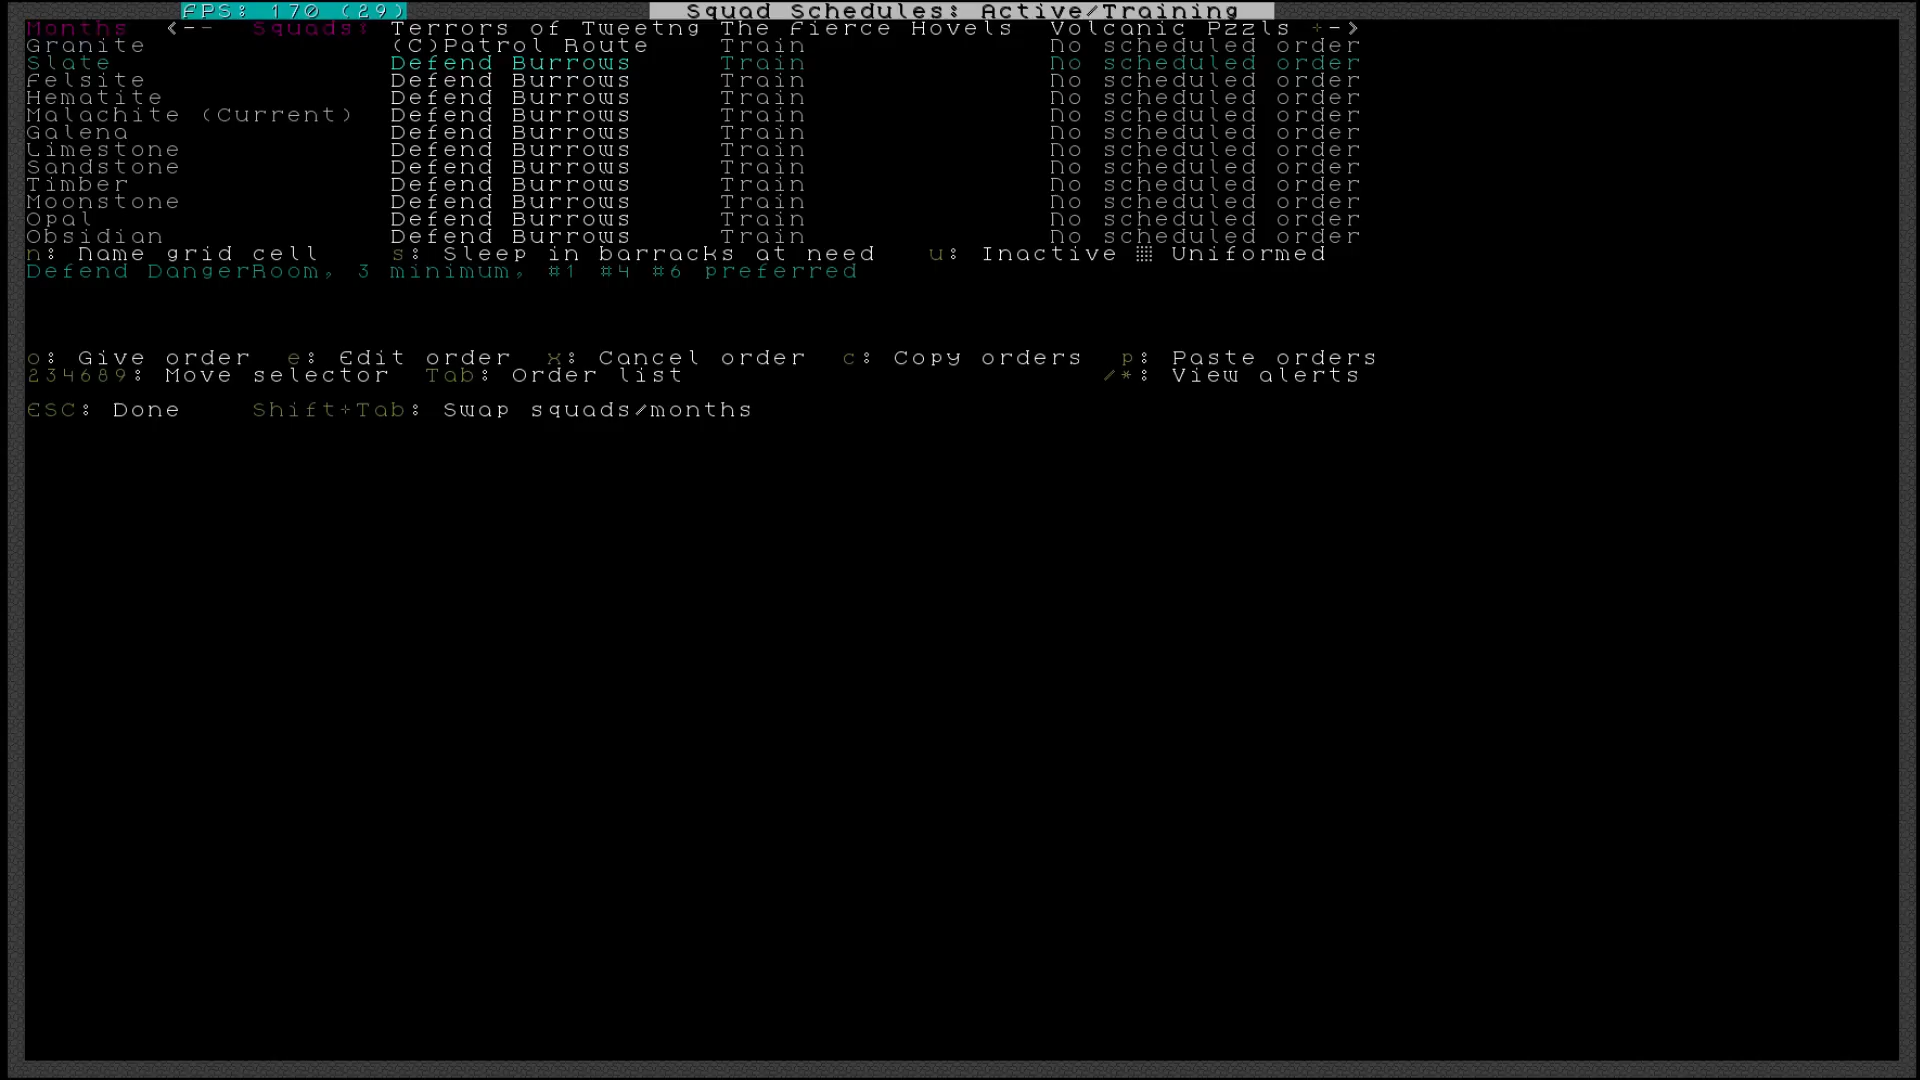 FPS: 170 (29) Squad Schedules: Active/Training
Months <-- Squads: Terrors of Tweetng The Fierce Hovels Volcanic Pzzls +->
Granite (C)Patrol Route Train No scheduled order
Slate Defend Burrows Train No scheduled order
Felsite Defend Burrows Train No scheduled order
Hematite Defend Burrows Train No scheduled order
Malachite (Current) Defend Burrows Train No scheduled order
Galena Defend Burrows Train No scheduled order
Limestone Defend Burrows Train No scheduled order
Sandstone Defend Burrows Train No scheduled order
Timber Defend Burrows Train No scheduled order
Moonstone Defend Burrows Train No scheduled order
Opal Defend Burrows Train No scheduled order
Obsidian Defend Burrows Train No scheduled order
n: Name grid cell s: Sleep in barracks at need u: Inactive = Uniformed
Defend DangerRoom, 3 minimum, #1 #4 #6 preferred
o: Give order e: Edit order x: Cancel order c: Copy orders p: Paste orders
234689: Move selector Tab: Order list /*: View alerts
ESC: Done Shift+Tab: Swap squads/months